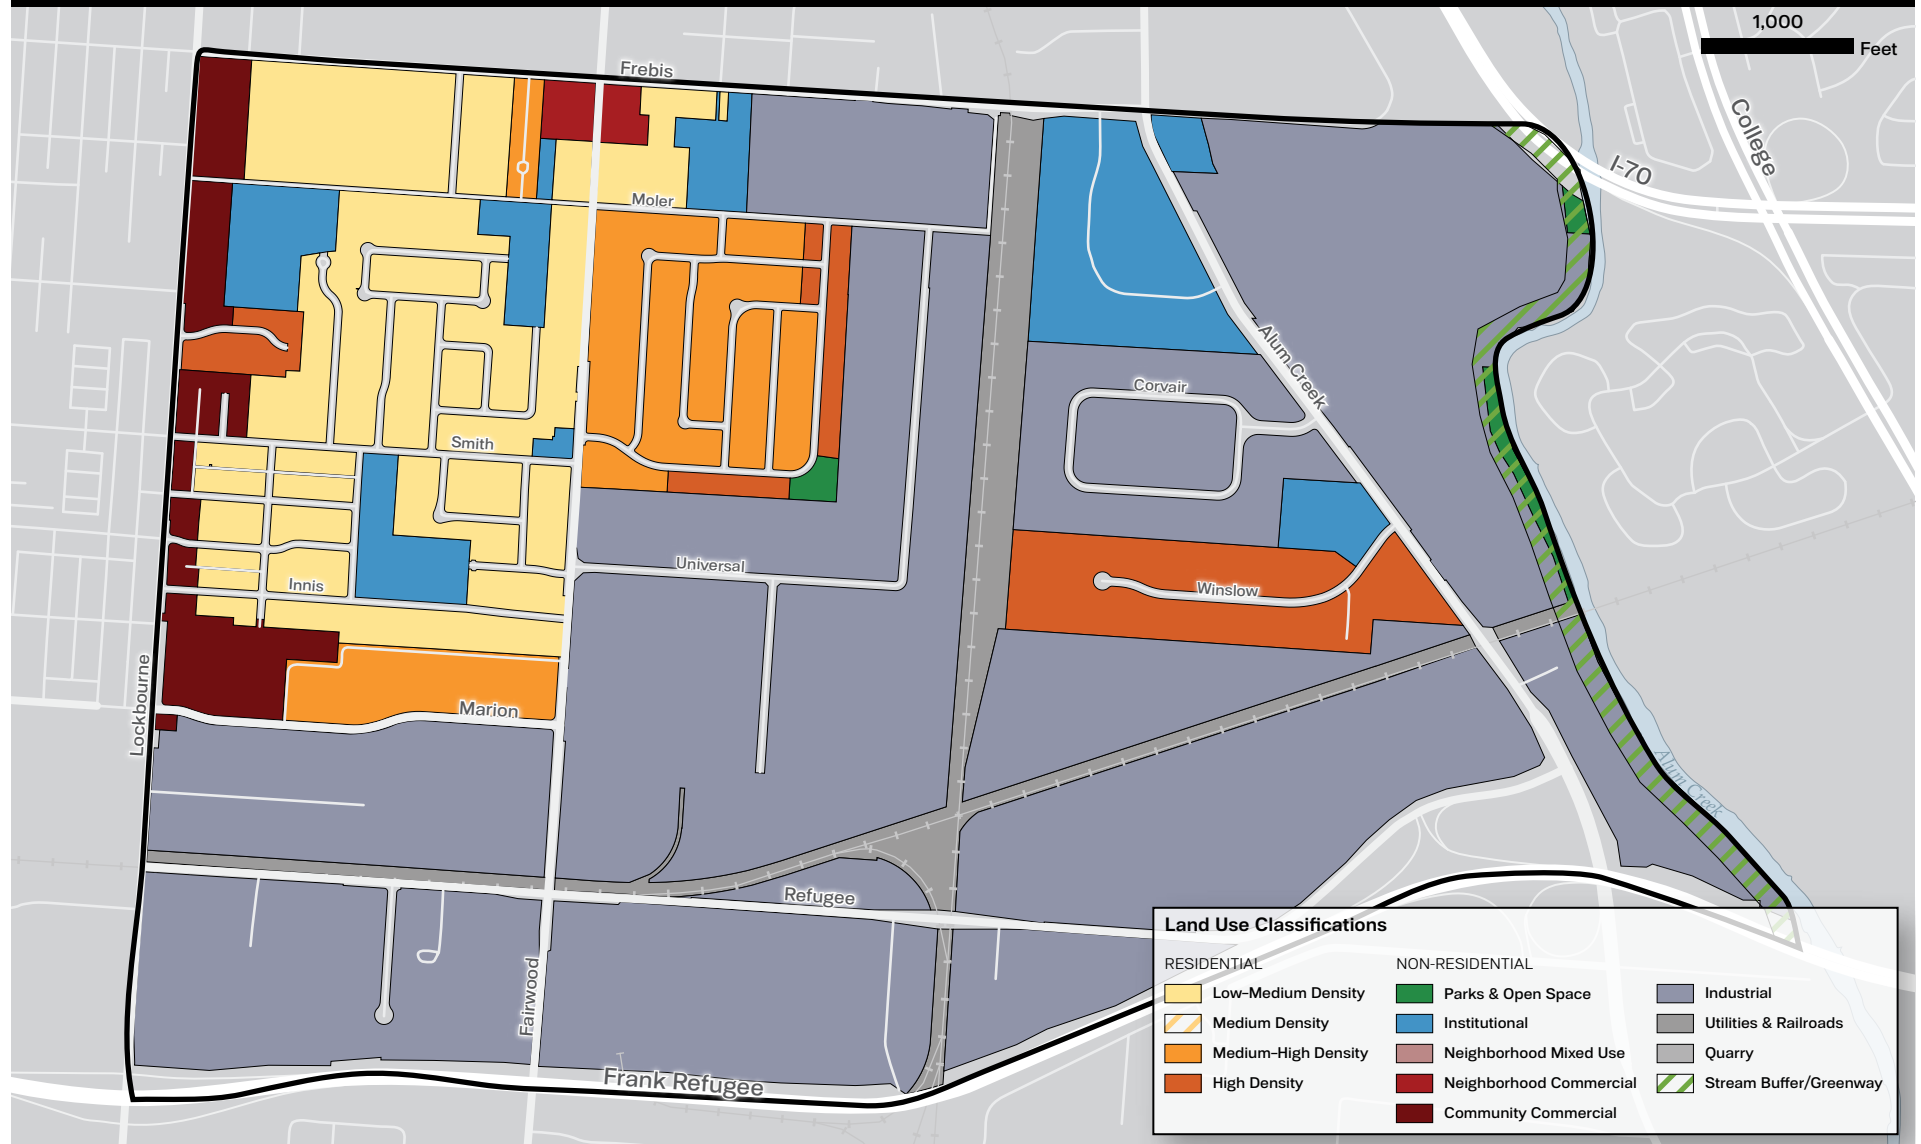 1,000
Feet
Frebis
College
I-70
Moler
Alum Creek
Corvair
Smith
Universal
Innis
Winslow
Lockbourne
Marion
Alum Creek
Refugee
Fairwood
Frank Refugee
Land Use Classifications
RESIDENTIAL
Low–Medium Density
Medium Density
Medium–High Density
High Density
NON-RESIDENTIAL
Parks & Open Space
Institutional
Neighborhood Mixed Use
Neighborhood Commercial
Community Commercial
Industrial
Utilities & Railroads
Quarry
Stream Buffer/Greenway